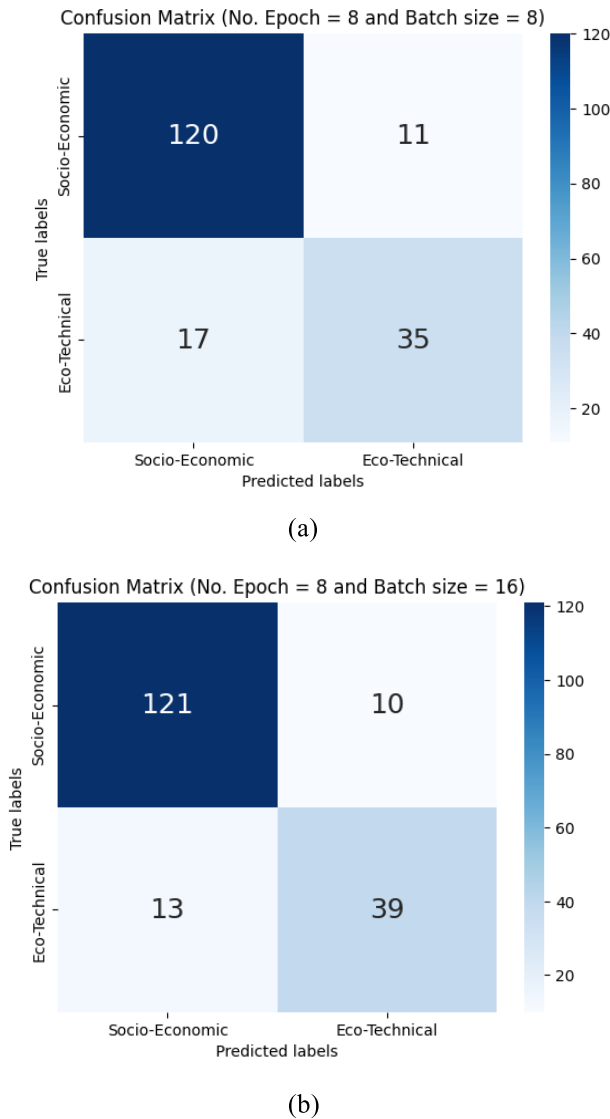 Confusion Matrix (No. Epoch = 8 and Batch size = 8)
120
Socio-Economic
120
11
100
80
True labels
60
Eco-Technical
17
35
40
20
Socio-Economic
Eco-Technical
Predicted labels
(a)
Confusion Matrix (No. Epoch = 8 and Batch size = 16)
120
Socio-Economic
121
10
100
80
True labels
60
Eco-Technical
13
39
40
20
Socio-Economic
Eco-Technical
Predicted labels
(b)